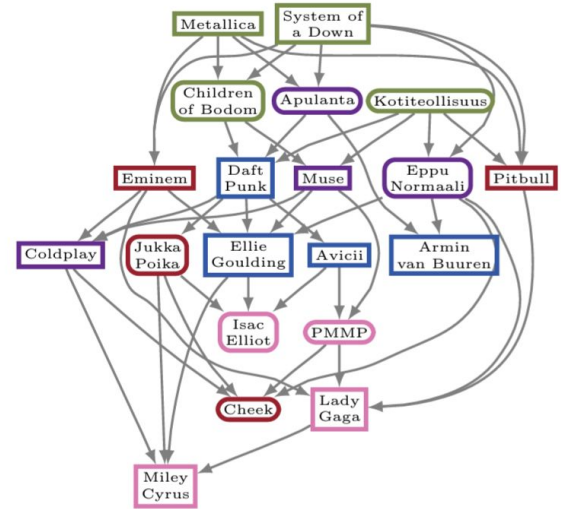 Metallica
System of
a Down
Children
of Bodom
Apulanta
Kotiteollisuus
Eminem
Daft
Punk
Muse
Eppu
Normaali
Pitbull
Coldplay
Jukka
Poika
Ellie
Goulding
Avicii
Armin
van Buuren
Isac
Elliot
PMMP
Cheek
Lady
Gaga
Miley
Cyrus